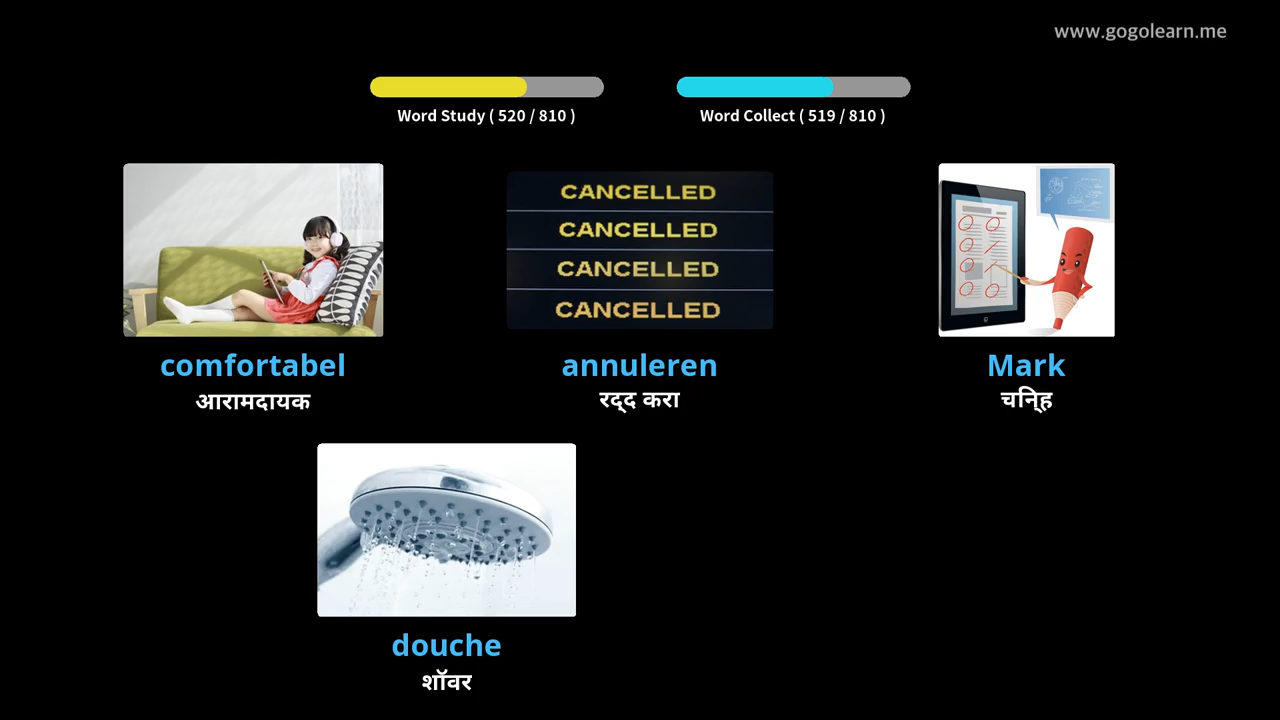 www.gogolearn.me
Word Study ( 520 / 810 )
Word Collect ( 519 / 810 )
CANCELLED
CANCELLED
CANCELLED
CANCELLED
comfortabel
annuleren
Mark
आरामदायक
रद्द करा
चिन्ह
douche
शॉवर